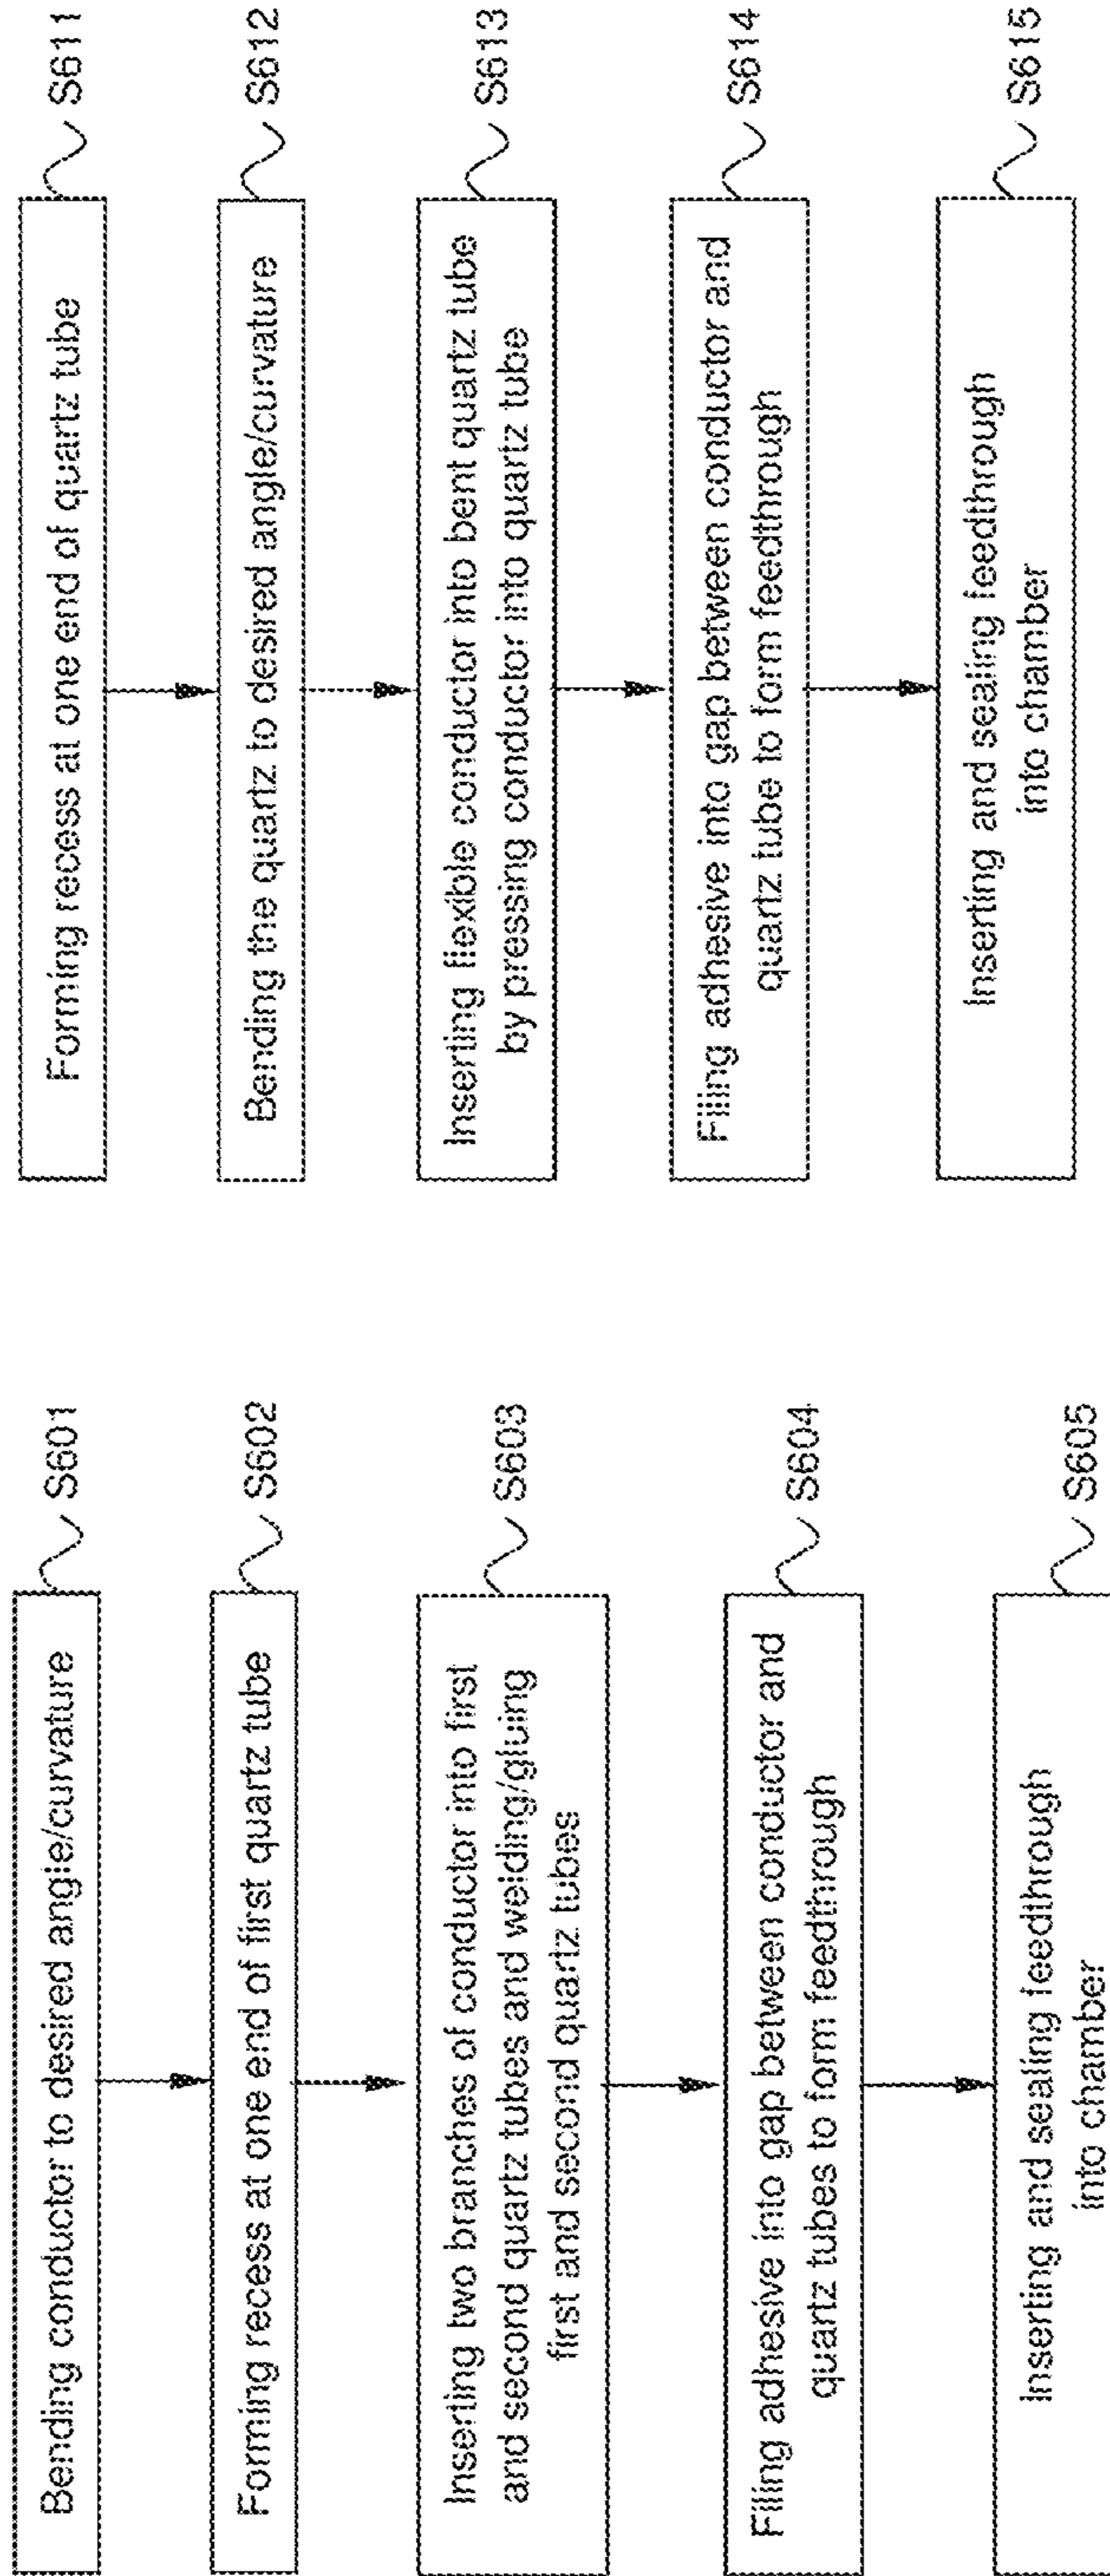 Bending conductor to desired angle/curvature
S601
Forming recess at one end of first quartz tube
S602
Inserting two branches of conductor into first
and second quartz tubes and welding/gluing
first and second quartz tubes
S603
Filling adhesive into gap between conductor and
quartz tubes to form feedthrough
S604
Inserting and sealing feedthrough
into chamber
S605
Forming recess at one end of quartz tube
S611
Bending the quartz to desired angle/curvature
S612
Inserting flexible conductor into bent quartz tube
by pressing conductor into quartz tube
S613
Filling adhesive into gap between conductor and
quartz tube to form feedthrough
S614
Inserting and sealing feedthrough
into chamber
S615